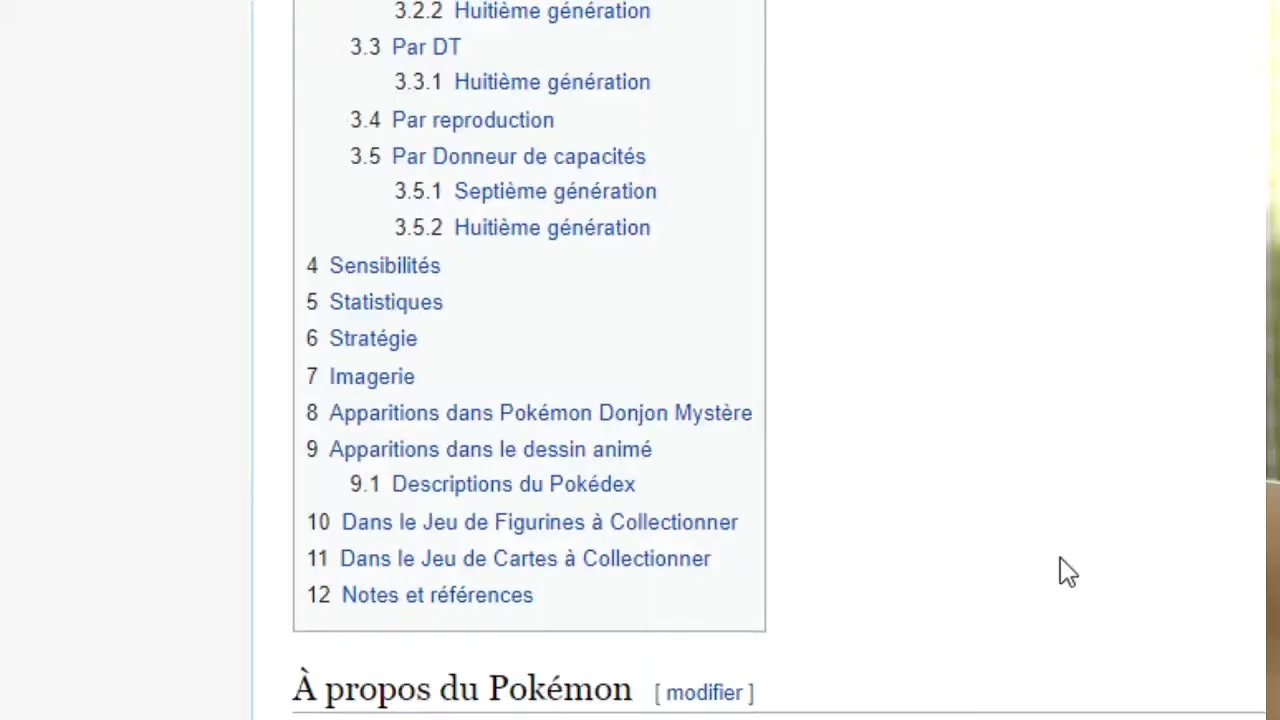 3.2.2 Huitième génération
3.3 Par DT
3.3.1 Huitième génération
3.4 Par reproduction
3.5 Par Donneur de capacités
3.5.1 Septième génération
3.5.2 Huitième génération
4 Sensibilités
5 Statistiques
6 Stratégie
7 Imagerie
8 Apparitions dans Pokémon Donjon Mystère
9 Apparitions dans le dessin animé
9.1 Descriptions du Pokédex
10 Dans le Jeu de Figurines à Collectionner
11 Dans le Jeu de Cartes à Collectionner
12 Notes et références
À propos du Pokémon [ modifier ]